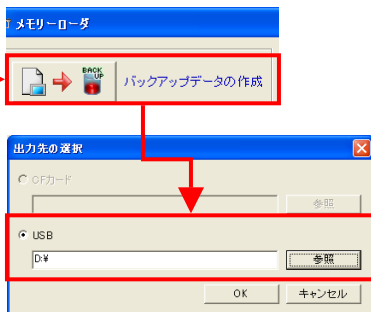 メモリーローダ
BACK
UP
バックアップデータの作成
出力先の選択
CFカード
参照
USB
D:¥
参照
OK
キャンセル